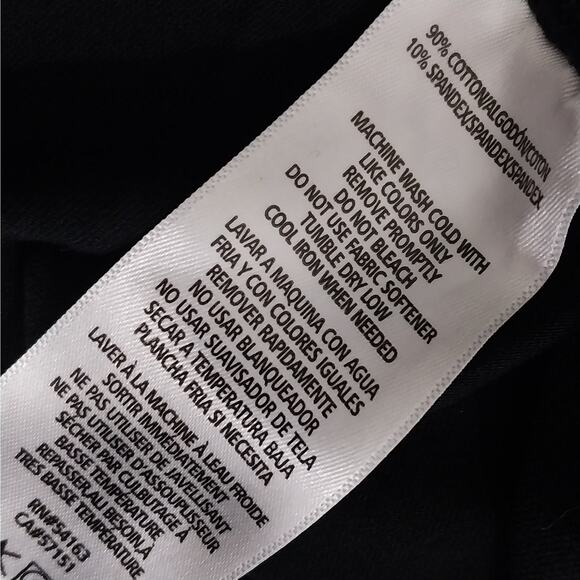 90% COTTON/ALGODÓN/COTON
10% SPANDEX/SPANDEX/SPANDEX
MACHINE WASH COLD WITH
LIKE COLORS ONLY
REMOVE PROMPTLY
DO NOT BLEACH
DO NOT USE FABRIC SOFTENER
TUMBLE DRY LOW
COOL IRON WHEN NEEDED
LAVAR A MAQUINA CON AGUA
FRIA Y CON COLORES IGUALES
REMOVER RANDAMENTE
NO USAR BLANQUEADOR
NO USAR SUAVISADOR DE TELA
SECAR A TEMPERATURA BAJA
PLANCHA FRIA SI NECESITA
LAVER À LA MACHINE À LEAU FROIDE
SORTIR IMMÉDIATEMENT
NE PAS UTILISER DE JAVELLISANT
NE PAS UTILISER D'ASSOUPLISSEUR
SÉCHER PAR CULBUTAGE À
BASSE TEMPÉRATURE
REPASSER AU BESOIN À
TRÈS BASSE TEMPÉRATURE
RN#54163
CA#57151